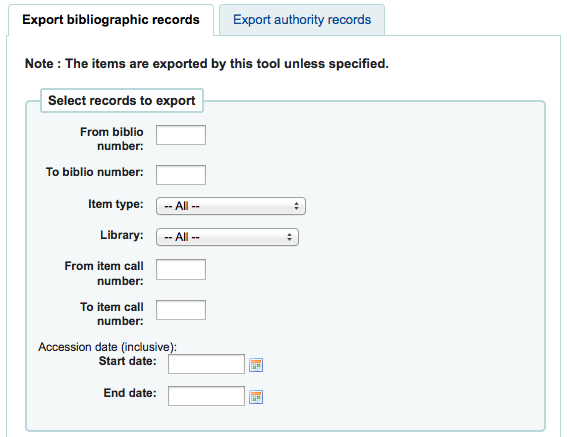 Export bibliographic records
Export authority records
Note : The items are exported by this tool unless specified.
Select records to export
From biblio
number:
To biblio number:
Item type:
-- All --
Library:
-- All --
From item call
number:
To item call
number:
Accession date (inclusive):
Start date:
End date: